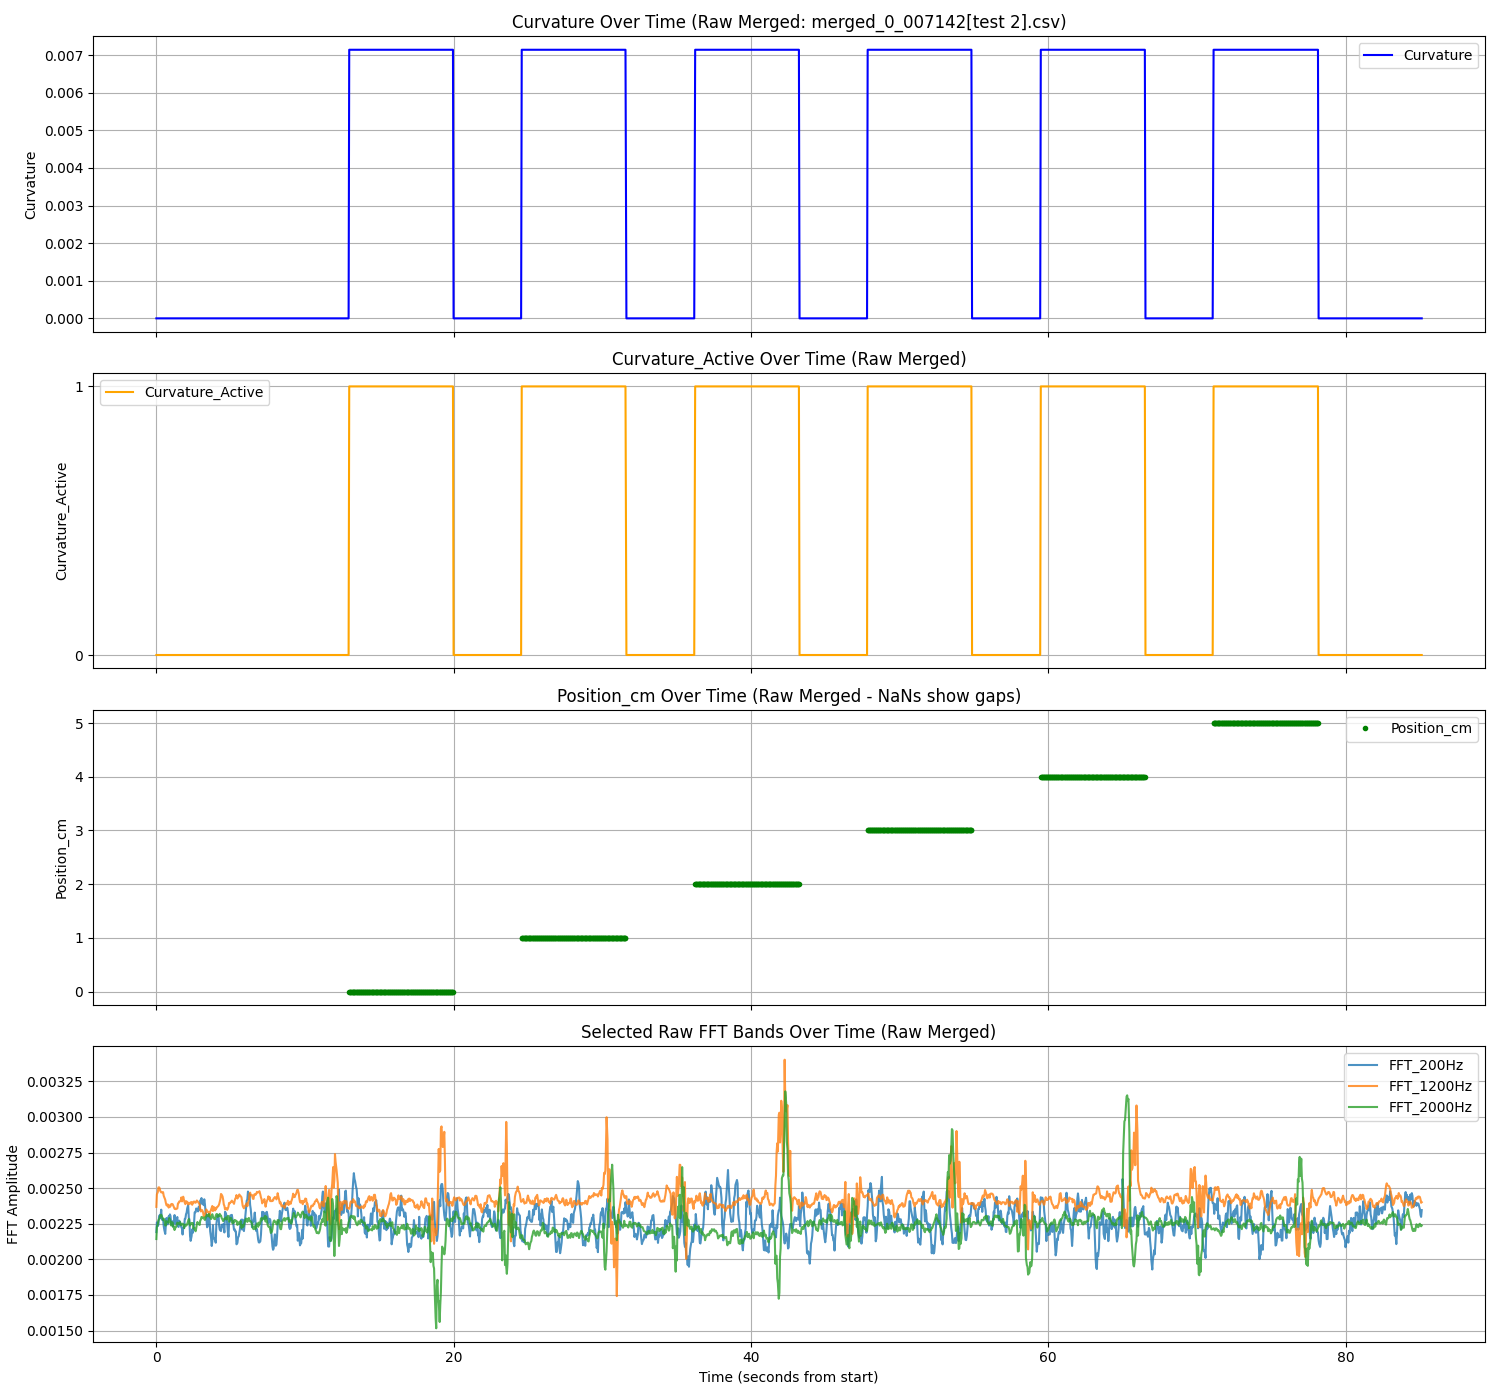 Curvature Over Time (Raw Merged: merged_0_007142[test 2].csv)
0.007
0.006
0.005
0.004
0.003
0.002
0.001
0.000
Curvature
Curvature
Curvature_Active Over Time (Raw Merged)
1
0
Curvature_Active
Curvature_Active
Position_cm Over Time (Raw Merged - NaNs show gaps)
5
4
3
2
1
0
Position_cm
Position_cm
Selected Raw FFT Bands Over Time (Raw Merged)
0.00325
0.00300
0.00275
0.00250
0.00225
0.00200
0.00175
0.00150
FFT Amplitude
FFT_200Hz
FFT_1200Hz
FFT_2000Hz
0 20 40 60 80
Time (seconds from start)